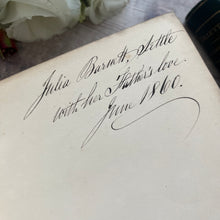 Julia Barnett, Settle
with her Father's love.
June 1860.